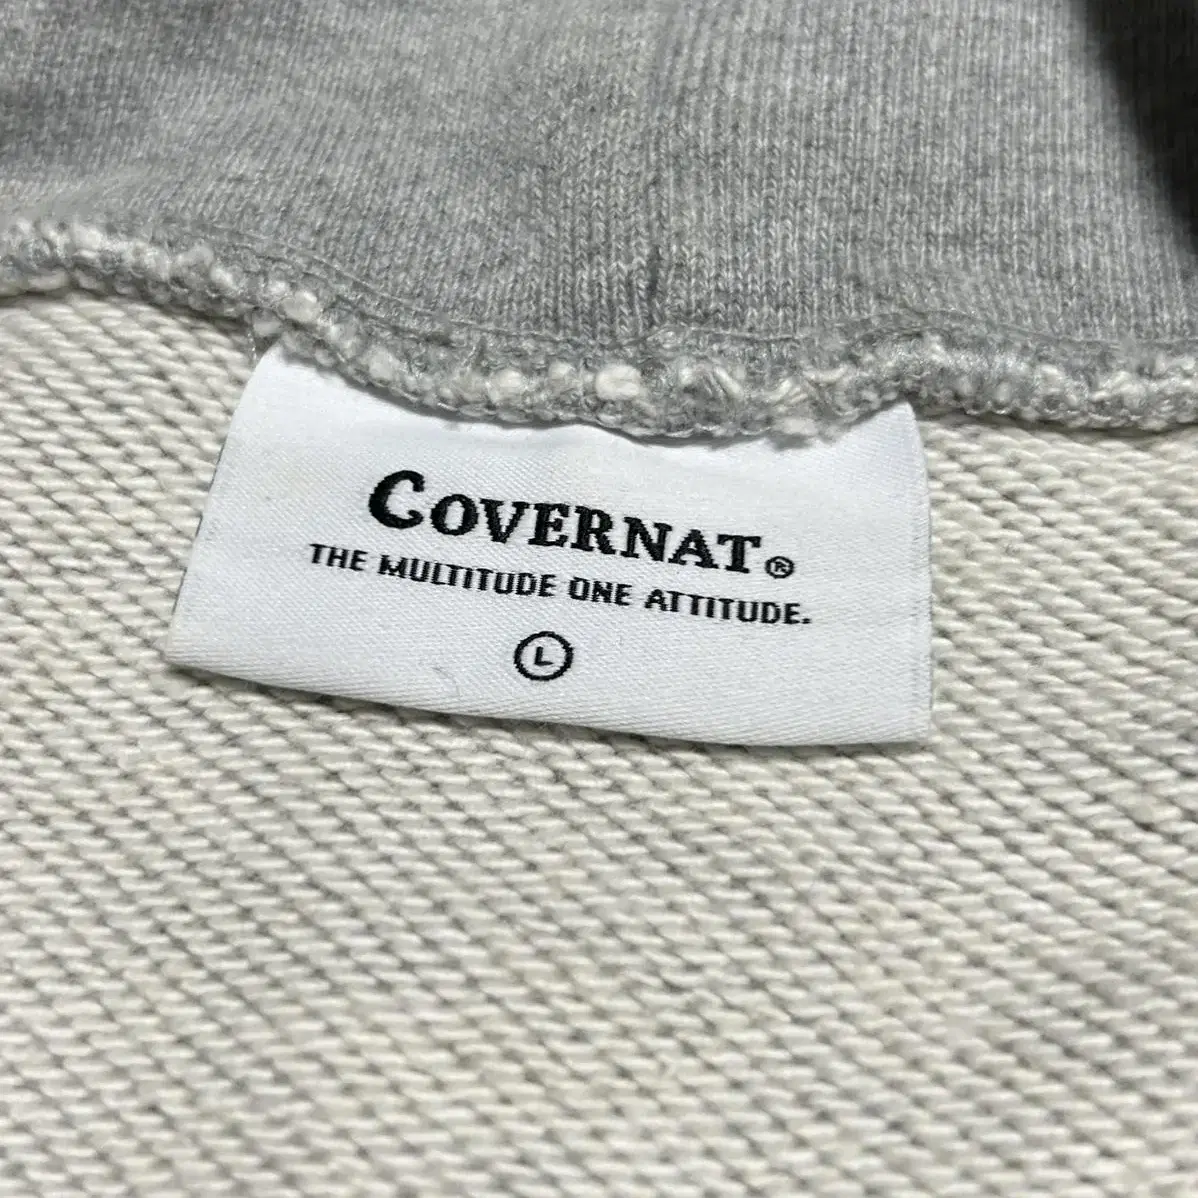 COVERNAT®
THE MULTITUDE ONE ATTITUDE.
L